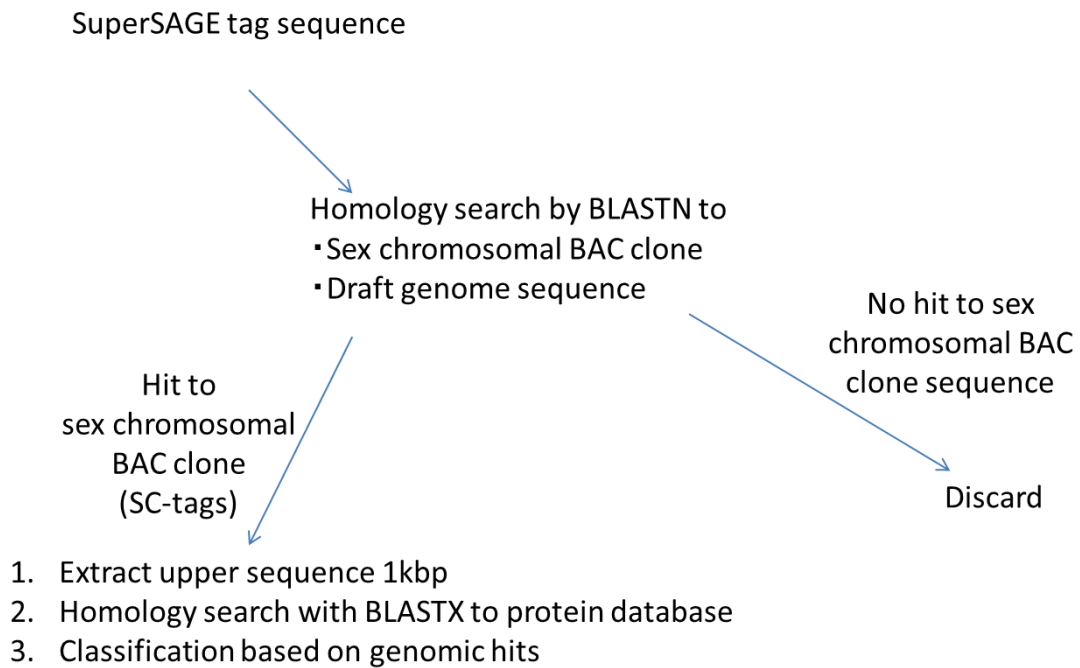 SuperSAGE tag sequence
Homology search by BLASTN to
・Sex chromosomal BAC clone
・Draft genome sequence
No hit to sex
chromosomal BAC
clone sequence
Hit to
sex chromosomal
BAC clone
(SC-tags)
Discard
1. Extract upper sequence 1kbp
2. Homology search with BLASTX to protein database
3. Classification based on genomic hits